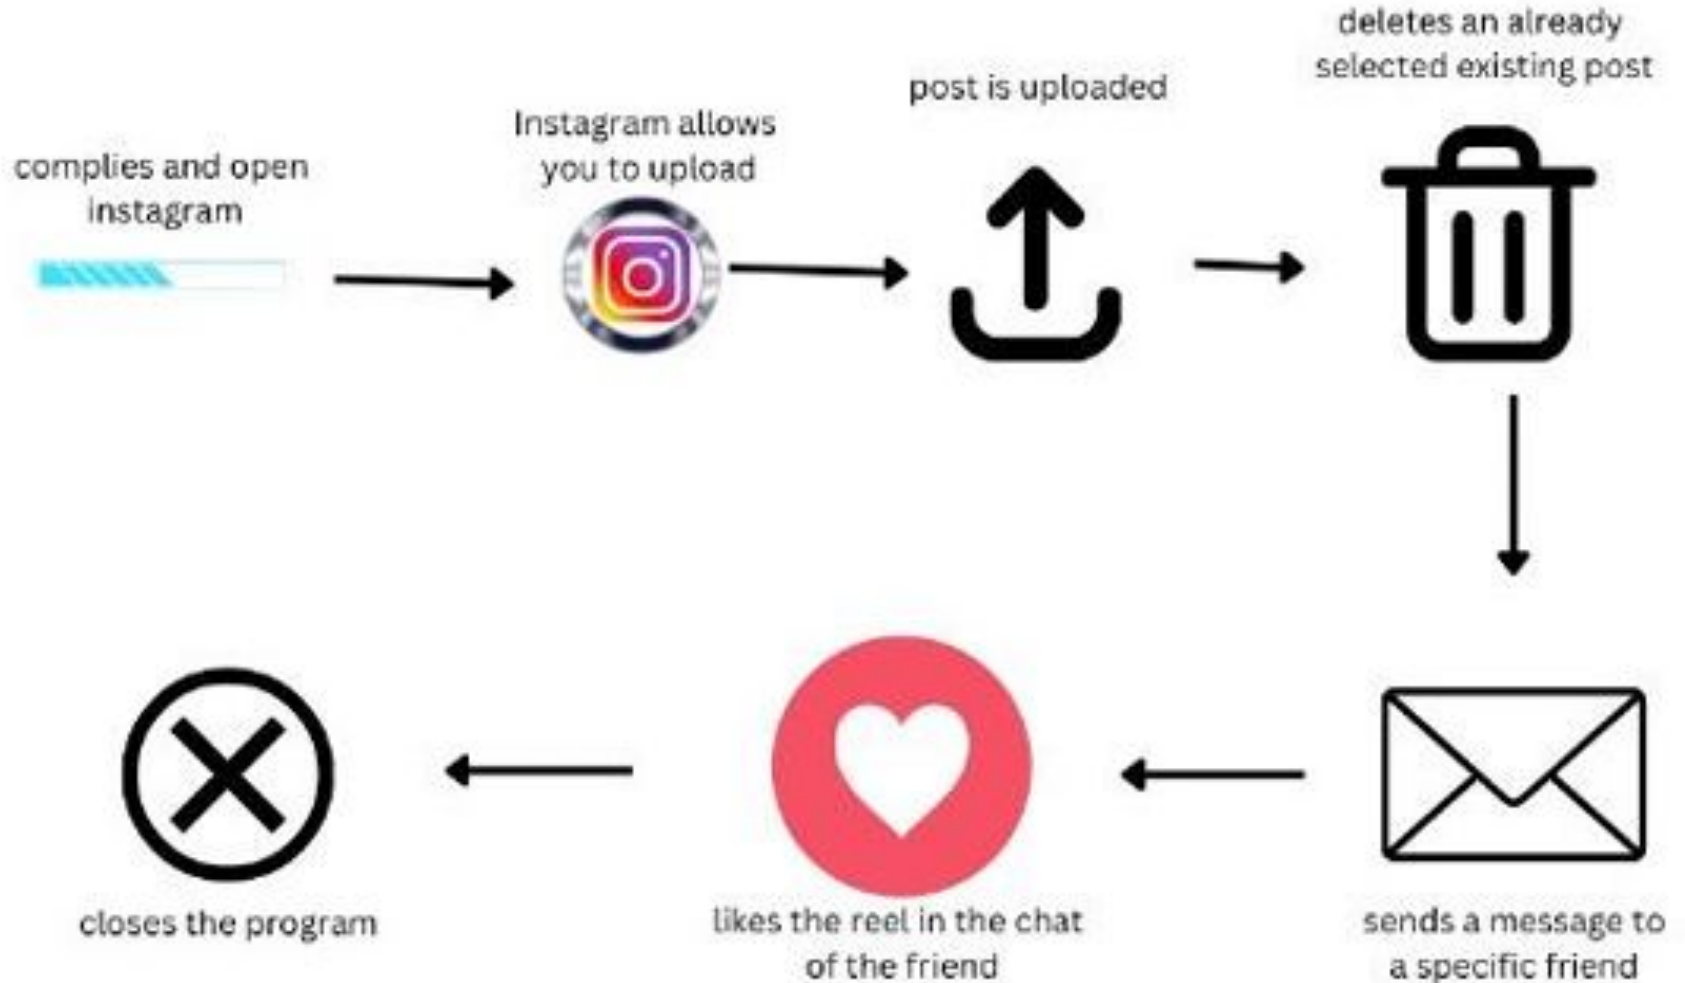 complies and open
instagram
Instagram allows
you to upload
post is uploaded
deletes an already
selected existing post
sends a message to
a specific friend
likes the reel in the chat
of the friend
closes the program